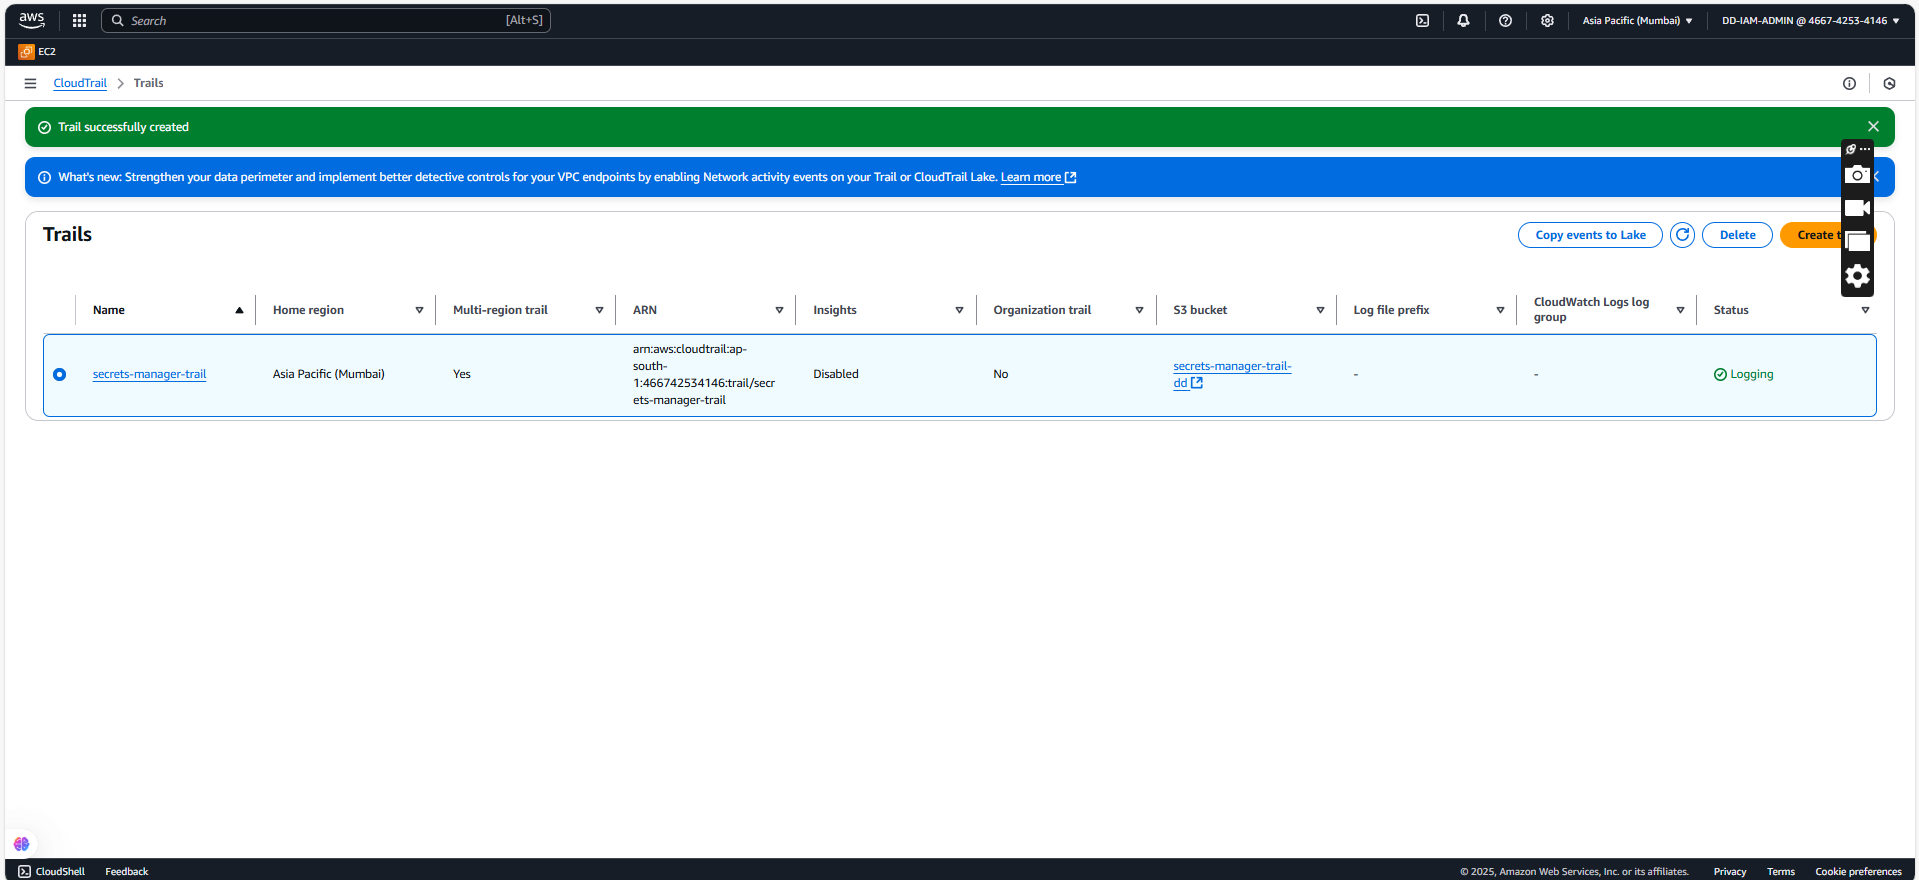 aws Search [Alt+S] Asia Pacific (Mumbai) DD-IAM-ADMIN @ 4667-4253-4146
EC2
CloudTrail Trails
Trail successfully created
What's new: Strengthen your data perimeter and implement better detective controls for your VPC endpoints by enabling Network activity events on your Trail or CloudTrail Lake. Learn more
Trails Copy events to Lake Delete Create t
Name Home region Multi-region trail ARN Insights Organization trail S3 bucket Log file prefix CloudWatch Logs log group Status
secrets-manager-trail Asia Pacific (Mumbai) Yes
arn:aws:cloudtrail:ap-
south-
1:466742534146:trail/secr
ets-manager-trail
Disabled No
secrets-manager-trail-
dd
- - Logging
CloudShell Feedback © 2025, Amazon Web Services, Inc. or its affiliates. Privacy Terms Cookie preferences